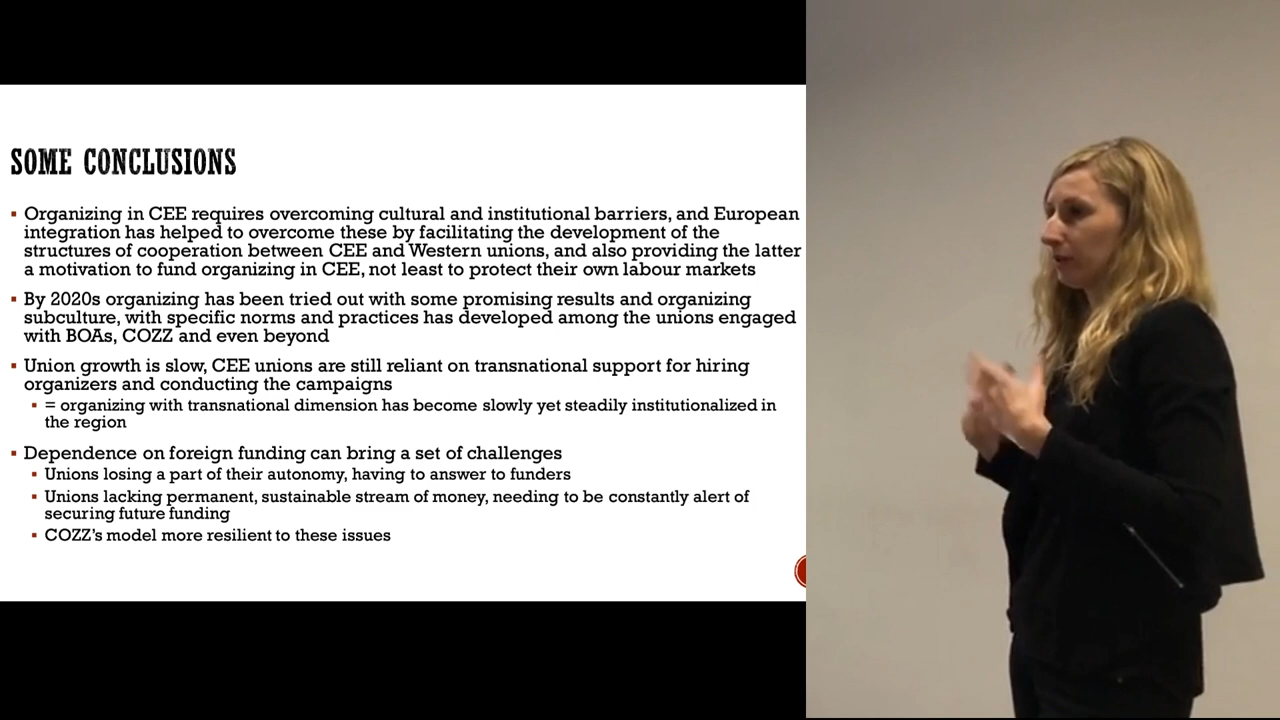 SOME CONCLUSIONS
▪ Organizing in CEE requires overcoming cultural and institutional barriers, and European
integration has helped to overcome these by facilitating the development of the
structures of cooperation between CEE and Western unions, and also providing the latter
a motivation to fund organizing in CEE, not least to protect their own labour markets
▪ By 2020s organizing has been tried out with some promising results and organizing
subculture, with specific norms and practices has developed among the unions engaged
with BOAs, COZZ and even beyond
▪ Union growth is slow, CEE unions are still reliant on transnational support for hiring
organizers and conducting the campaigns
▪ = organizing with transnational dimension has become slowly yet steadily institutionalized in
the region
▪ Dependence on foreign funding can bring a set of challenges
▪ Unions losing a part of their autonomy, having to answer to funders
▪ Unions lacking permanent, sustainable stream of money, needing to be constantly alert of
securing future funding
▪ COZZ's model more resilient to these issues